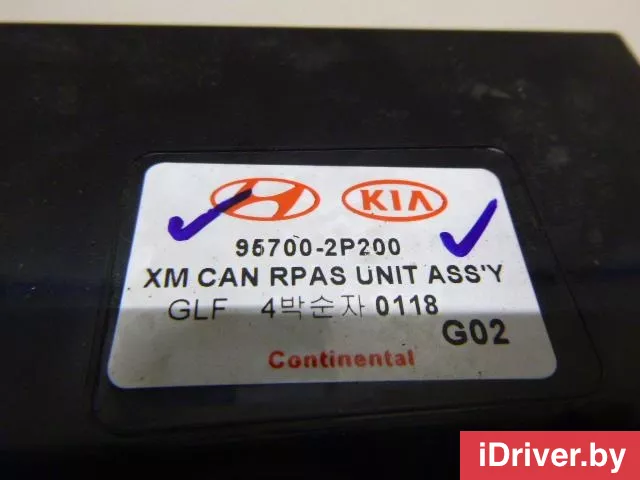 KIA
95700-2P200
XM CAN RPAS UNIT ASS'Y
GLF 4박순자 0118
G02
Continental
iDriver.by